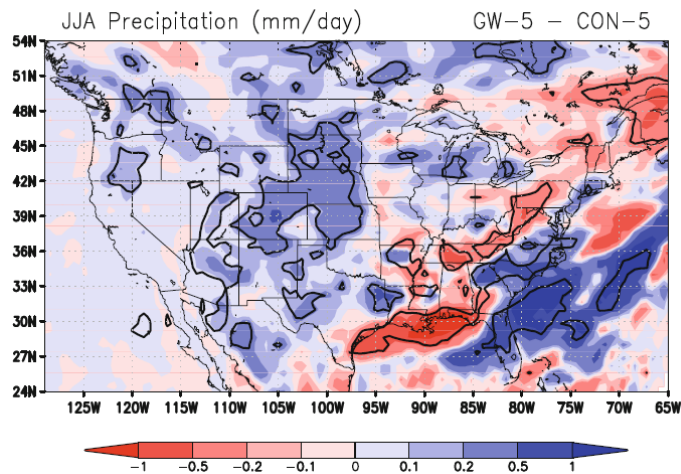 JJA Precipitation (mm/day) GW-5 – CON-5
54N
51N
48N
45N
42N
39N
36N
33N
30N
27N
24N
125W 120W 115W 110W 105W 100W 95W 90W 85W 80W 75W 70W 65W
-1 -0.5 -0.2 -0.1 0 0.1 0.2 0.5 1